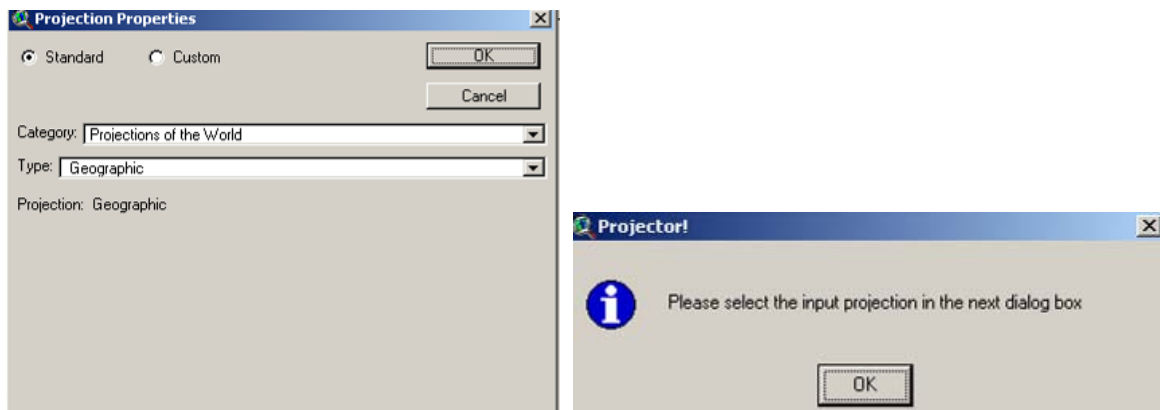 Projection Properties
Standard
Custom
OK
Cancel
Category: Projections of the World
Type: Geographic
Projection: Geographic
Projector!
Please select the input projection in the next dialog box
OK